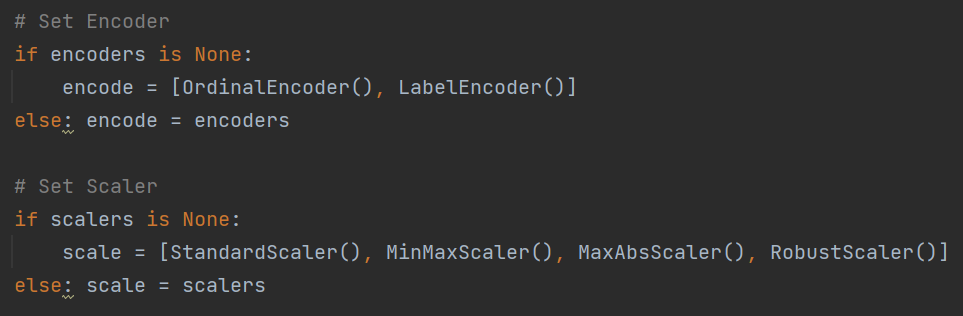 # Set Encoder
if encoders is None:
    encode = [OrdinalEncoder(), LabelEncoder()]
else: encode = encoders

# Set Scaler
if scalers is None:
    scale = [StandardScaler(), MinMaxScaler(), MaxAbsScaler(), RobustScaler()]
else: scale = scalers